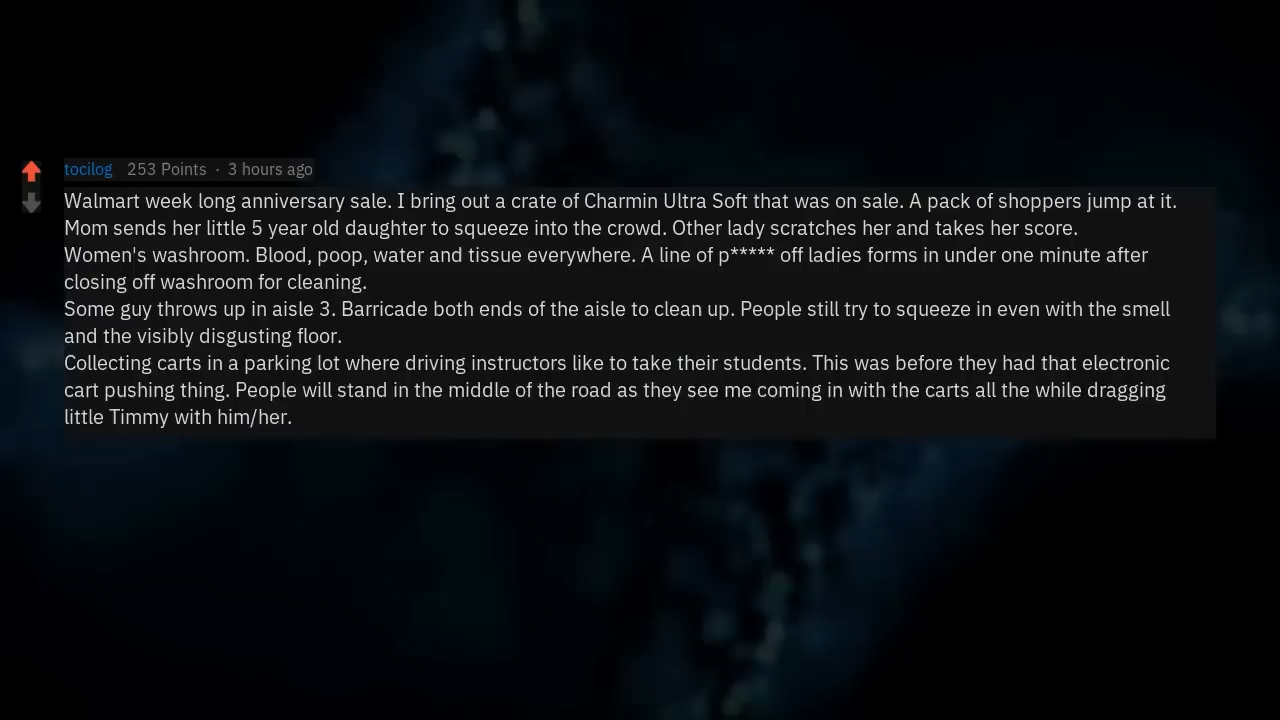 tocilog 253 Points · 3 hours ago
Walmart week long anniversary sale. I bring out a crate of Charmin Ultra Soft that was on sale. A pack of shoppers jump at it.
Mom sends her little 5 year old daughter to squeeze into the crowd. Other lady scratches her and takes her score.
Women's washroom. Blood, poop, water and tissue everywhere. A line of p***** off ladies forms in under one minute after
closing off washroom for cleaning.
Some guy throws up in aisle 3. Barricade both ends of the aisle to clean up. People still try to squeeze in even with the smell
and the visibly disgusting floor.
Collecting carts in a parking lot where driving instructors like to take their students. This was before they had that electronic
cart pushing thing. People will stand in the middle of the road as they see me coming in with the carts all the while dragging
little Timmy with him/her.